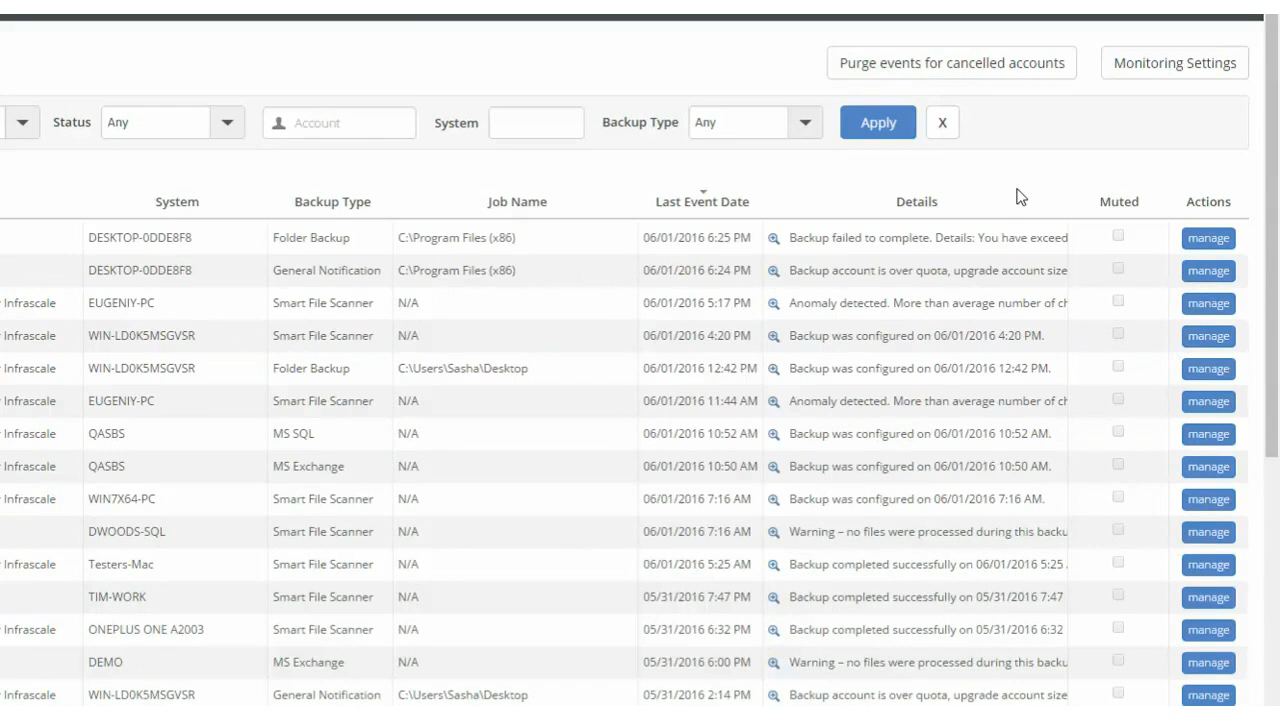 Purge events for cancelled accounts Monitoring Settings
Status Any Account System Backup Type Any Apply X
System Backup Type Job Name Last Event Date Details Muted Actions
DESKTOP-0DDE8F8 Folder Backup C:\Program Files (x86) 06/01/2016 6:25 PM Backup failed to complete. Details: You have exceed manage
DESKTOP-0DDE8F8 General Notification C:\Program Files (x86) 06/01/2016 6:24 PM Backup account is over quota, upgrade account size manage
Infrascale EUGENIY-PC Smart File Scanner N/A 06/01/2016 5:17 PM Anomaly detected. More than average number of ch manage
Infrascale WIN-LD0K5MSGVSR Smart File Scanner N/A 06/01/2016 4:20 PM Backup was configured on 06/01/2016 4:20 PM. manage
Infrascale WIN-LD0K5MSGVSR Folder Backup C:\Users\Sasha\Desktop 06/01/2016 12:42 PM Backup was configured on 06/01/2016 12:42 PM. manage
Infrascale EUGENIY-PC Smart File Scanner N/A 06/01/2016 11:44 AM Anomaly detected. More than average number of ch manage
QASBS MS SQL N/A 06/01/2016 10:52 AM Backup was configured on 06/01/2016 10:52 AM. manage
QASBS MS Exchange N/A 06/01/2016 10:50 AM Backup was configured on 06/01/2016 10:50 AM. manage
Infrascale WIN7X64-PC Smart File Scanner N/A 06/01/2016 7:16 AM Backup was configured on 06/01/2016 7:16 AM. manage
DWOODS-SQL Smart File Scanner N/A 06/01/2016 7:16 AM Warning – no files were processed during this backu manage
Infrascale Testers-Mac Smart File Scanner N/A 06/01/2016 5:25 AM Backup completed successfully on 06/01/2016 5:25 manage
TIM-WORK Smart File Scanner N/A 05/31/2016 7:47 PM Backup completed successfully on 05/31/2016 7:47 manage
Infrascale ONEPLUS ONE A2003 Smart File Scanner N/A 05/31/2016 6:32 PM Backup completed successfully on 05/31/2016 6:32 manage
DEMO MS Exchange N/A 05/31/2016 6:00 PM Warning – no files were processed during this backu manage
Infrascale WIN-LD0K5MSGVSR General Notification C:\Users\Sasha\Desktop 05/31/2016 2:14 PM Backup account is over quota, upgrade account size manage